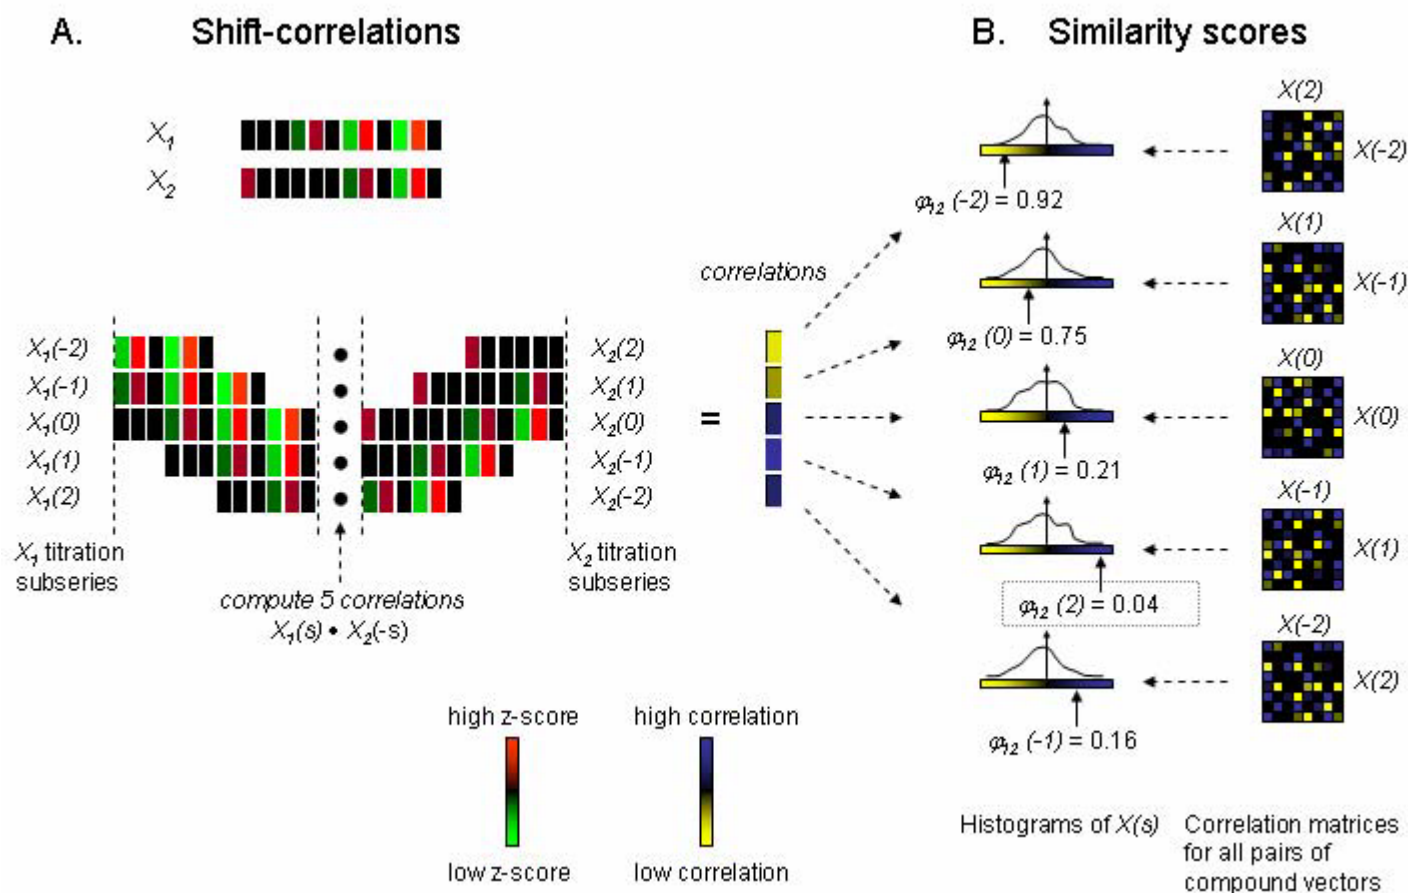 A. Shift-correlations
X1
X2
X1(-2)
X1(-1)
X1(0)
X1(1)
X1(2)
X1 titration
subseries
X2(2)
X2(1)
X2(0)
X2(-1)
X2(-2)
X2 titration
subseries
compute 5 correlations
X1(s) • X2(-s)
=
correlations
high z-score
low z-score
high correlation
low correlation
B. Similarity scores
X(2)
X(-2)
φ12 (-2) = 0.92
X(1)
X(-1)
φ12 (0) = 0.75
X(0)
X(0)
φ12 (1) = 0.21
X(-1)
X(1)
φ12 (2) = 0.04
X(-2)
X(2)
φ12 (-1) = 0.16
Histograms of X(s)
Correlation matrices
for all pairs of
compound vectors